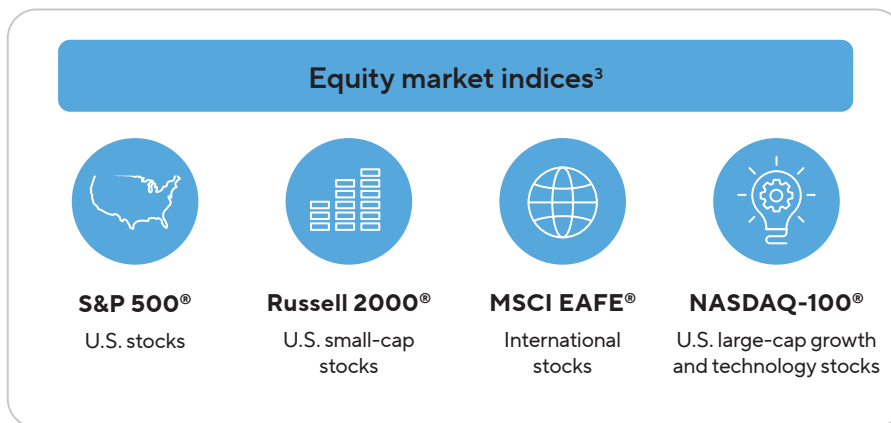 Equity market indices³
S&P 500®
Russell 2000®
MSCI EAFE®
NASDAQ-100®
U.S. stocks
U.S. small-cap
stocks
International
stocks
U.S. large-cap growth
and technology stocks